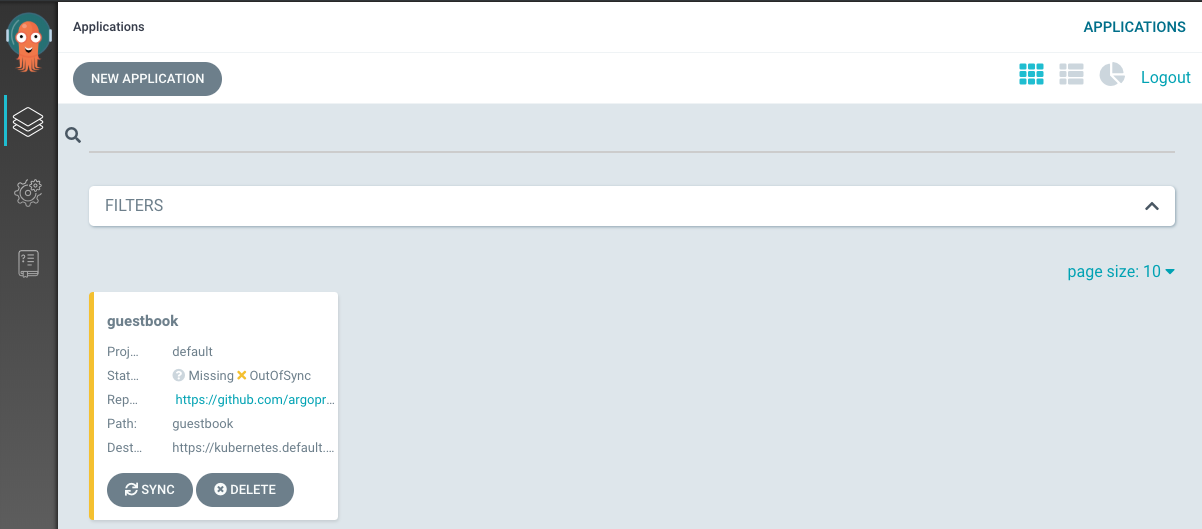 Applications
APPLICATIONS
NEW APPLICATION
Logout
FILTERS
page size: 10
guestbook
Proj... default
Stat... Missing OutOfSync
Rep... https://github.com/argopr...
Path: guestbook
Dest... https://kubernetes.default....
SYNC DELETE